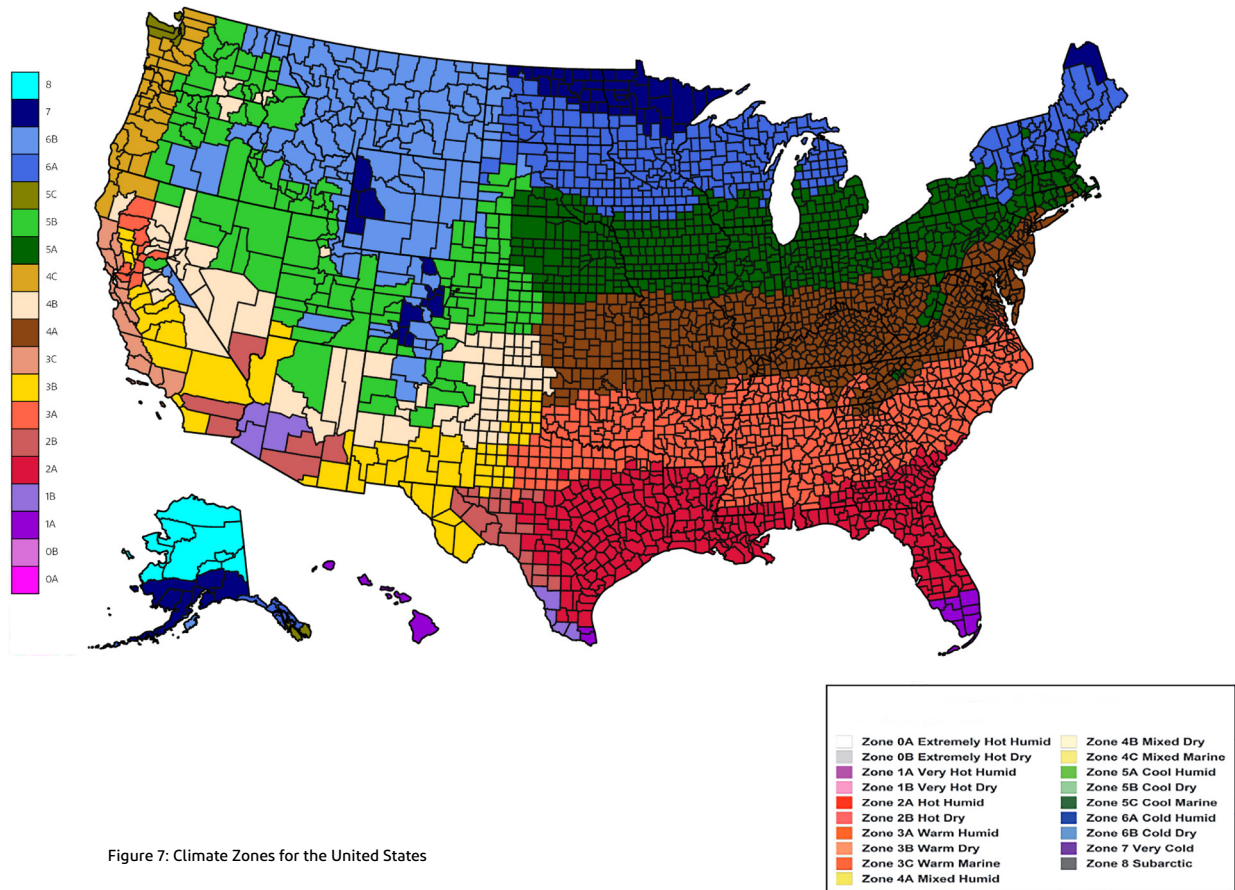 8
7
6B
6A
5C
5B
5A
4C
4B
4A
3C
3B
3A
2B
2A
1B
1A
0B
0A
Zone 0A Extremely Hot Humid
Zone 0B Extremely Hot Dry
Zone 1A Very Hot Humid
Zone 1B Very Hot Dry
Zone 2A Hot Humid
Zone 2B Hot Dry
Zone 3A Warm Humid
Zone 3B Warm Dry
Zone 3C Warm Marine
Zone 4A Mixed Humid
Zone 4B Mixed Dry
Zone 4C Mixed Marine
Zone 5A Cool Humid
Zone 5B Cool Dry
Zone 5C Cool Marine
Zone 6A Cold Humid
Zone 6B Cold Dry
Zone 7 Very Cold
Zone 8 Subarctic
Figure 7: Climate Zones for the United States